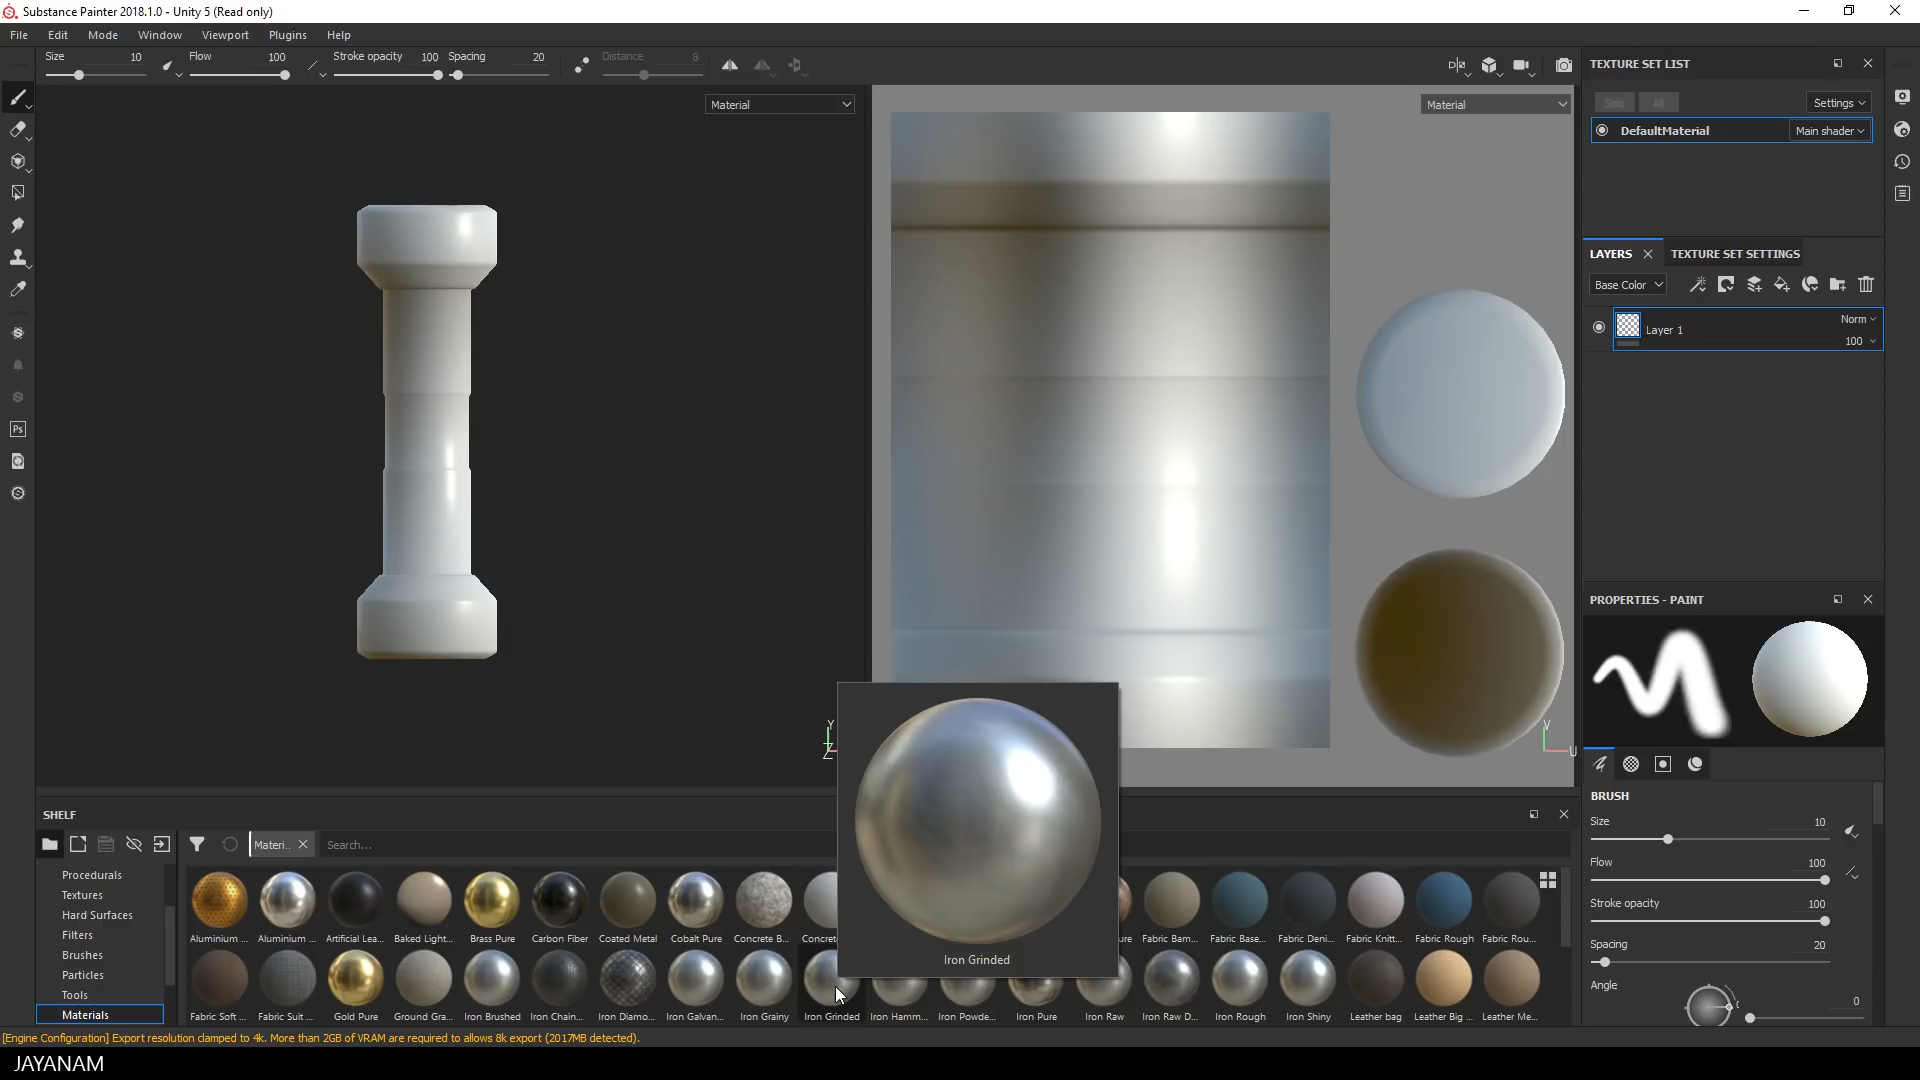 Substance Painter 2018.1.0 - Unity 5 (Read only)
File Edit Mode Window Viewport Plugins Help
Size 10 Flow 100 Stroke opacity 100 Spacing 20 Distance 8
Material
Material
TEXTURE SET LIST
Solo All Settings
DefaultMaterial Main shader
LAYERS TEXTURE SET SETTINGS
Base Color
Layer 1 Norm
100
Ps
Y
Z
V
U
PROPERTIES - PAINT
BRUSH
Size 10
Flow 100
Stroke opacity 100
Spacing 20
Angle 0
SHELF
Materi.. Search...
Procedurals
Textures
Hard Surfaces
Filters
Brushes
Particles
Tools
Materials
Aluminium ... Aluminium ... Artificial Lea... Baked Light... Brass Pure Carbon Fiber Coated Metal Cobalt Pure Concrete B... Concrete ure Fabric Bam... Fabric Base... Fabric Deni... Fabric Knitt... Fabric Rough Fabric Rou...
Iron Grinded
Fabric Soft ... Fabric Suit ... Gold Pure Ground Gra... Iron Brushed Iron Chain... Iron Diamo... Iron Galvan... Iron Grainy Iron Grinded Iron Hamm... Iron Powde... Iron Pure Iron Raw Iron Raw D... Iron Rough Iron Shiny Leather bag Leather Big ... Leather Me...
[Engine Configuration] Export resolution clamped to 4k. More than 2GB of VRAM are required to allows 8k export (2017MB detected).
JAYANAM